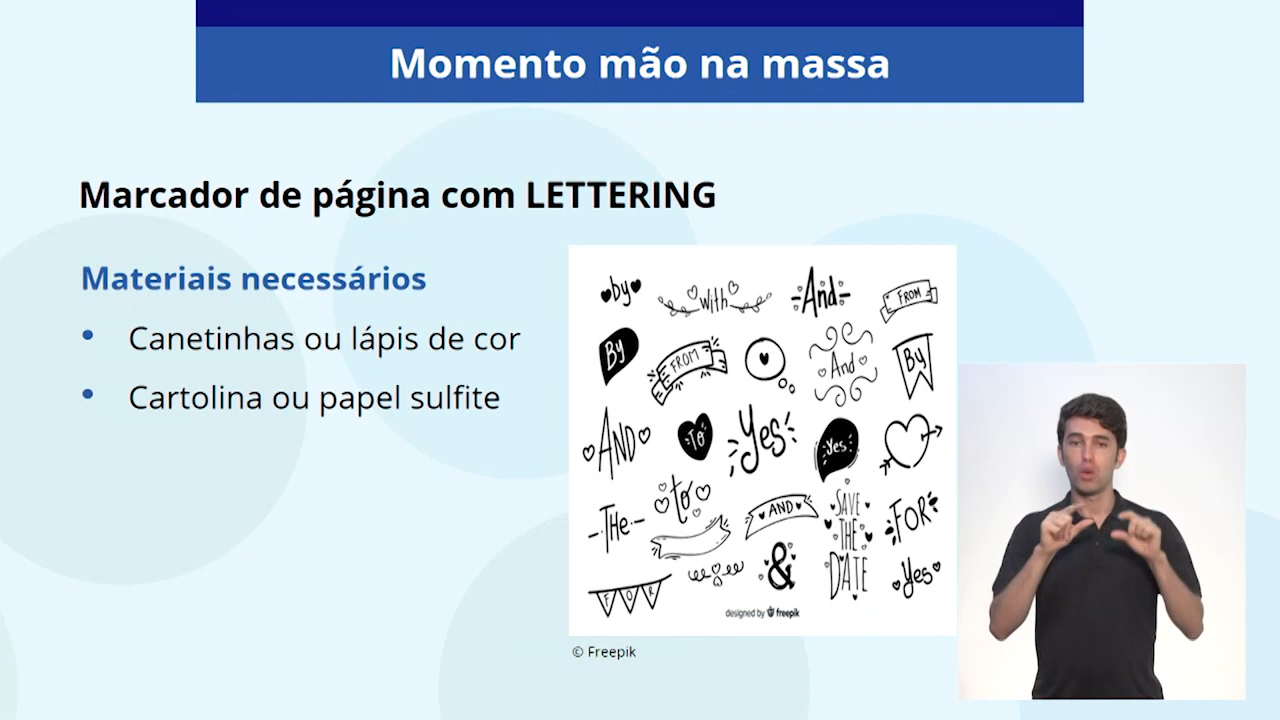 Momento mão na massa
Marcador de página com LETTERING
Materiais necessários
• Canetinhas ou lápis de cor
• Cartolina ou papel sulfite
by with And FROM
By FROM And By
AND To Yes Yes
THE to AND SAVE THE DATE FOR
FOR & Yes
designed by freepik
© Freepik